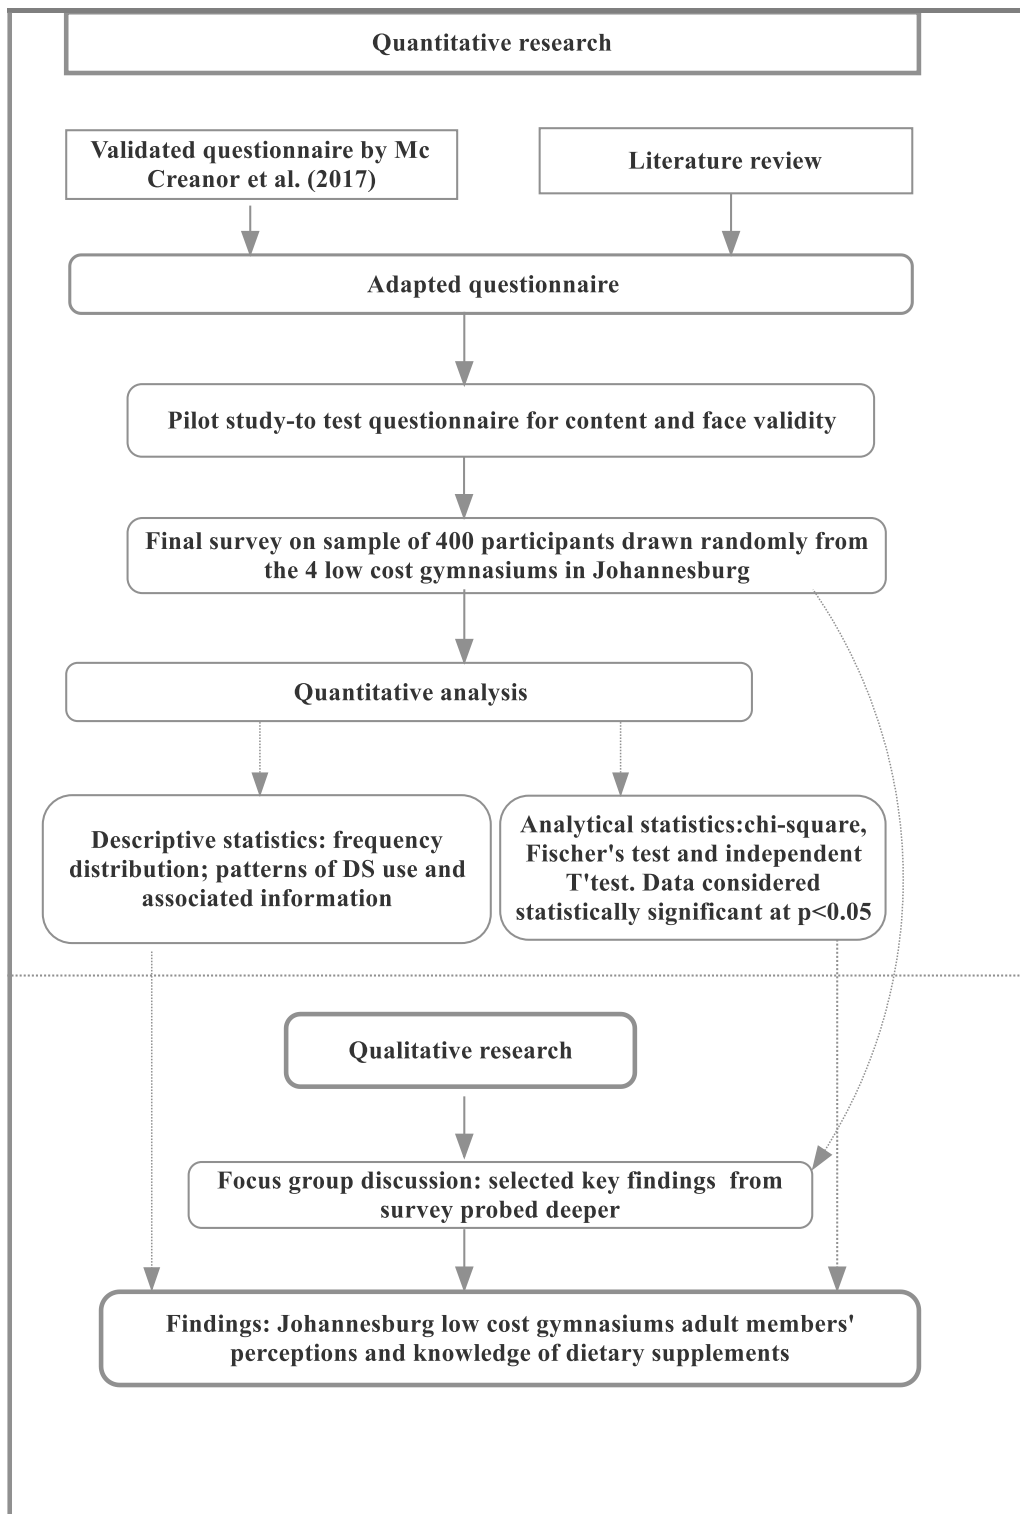 Quantitative research
Validated questionnaire by Mc
Creanor et al. (2017)
Literature review
Adapted questionnaire
Pilot study-to test questionnaire for content and face validity
Final survey on sample of 400 participants drawn randomly from
the 4 low cost gymnasiums in Johannesburg
Quantitative analysis
Descriptive statistics: frequency
distribution; patterns of DS use and
associated information
Analytical statistics:chi-square,
Fischer's test and independent
T'test. Data considered
statistically significant at p<0.05
Qualitative research
Focus group discussion: selected key findings  from
survey probed deeper
Findings: Johannesburg low cost gymnasiums adult members'
perceptions and knowledge of dietary supplements